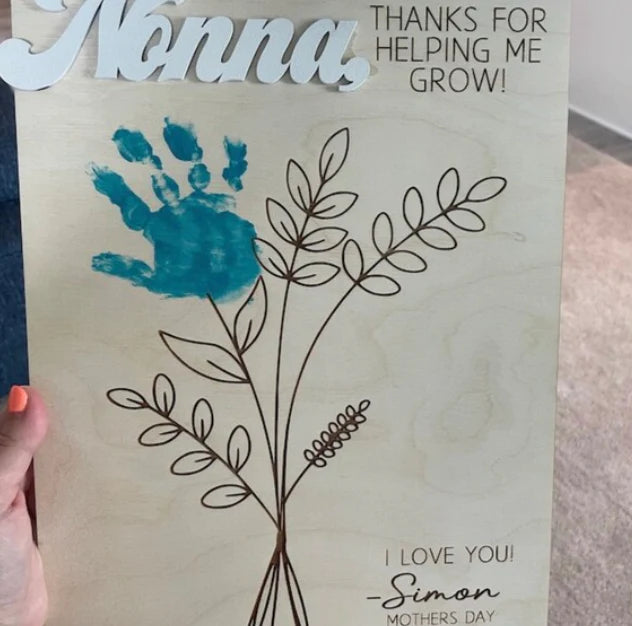 Nonna,
THANKS FOR
HELPING ME
GROW!
I LOVE YOU!
-Simon
MOTHERS DAY